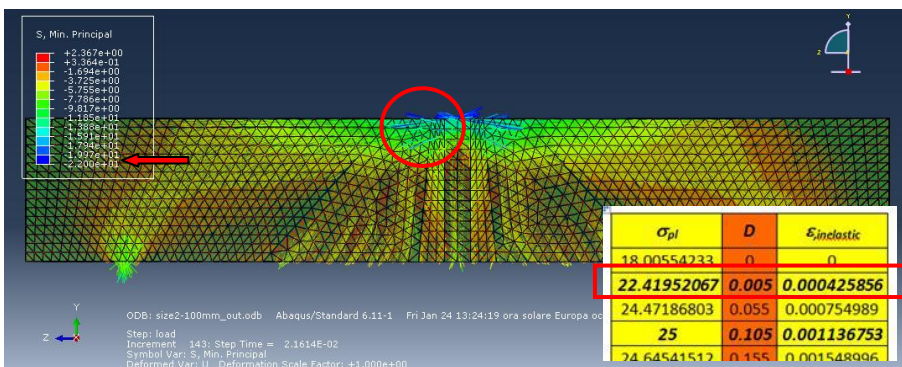 S, Min. Principal
+2.367e+00
+3.364e-01
-1.694e+00
-3.725e+00
-5.755e+00
-7.786e+00
-9.817e+00
-1.185e+01
-1.388e+01
-1.591e+01
-1.794e+01
-1.997e+01
-2.200e+01
Y
Z
σpl D ε,inelastic
18.00554233 0 0
22.41952067 0.005 0.000425856
24.47186803 0.055 0.000754989
25 0.105 0.001136753
24.64541512 0.155 0.001548996
Y
Z
ODB: size2-100mm_out.odb Abaqus/Standard 6.11-1 Fri Jan 24 13:24:19 ora solare Europa oc
Step: load
Increment 143: Step Time = 2.1614E-02
Symbol Var: S, Min. Principal
Deformed Var: U Deformation Scale Factor: +1.000e+00